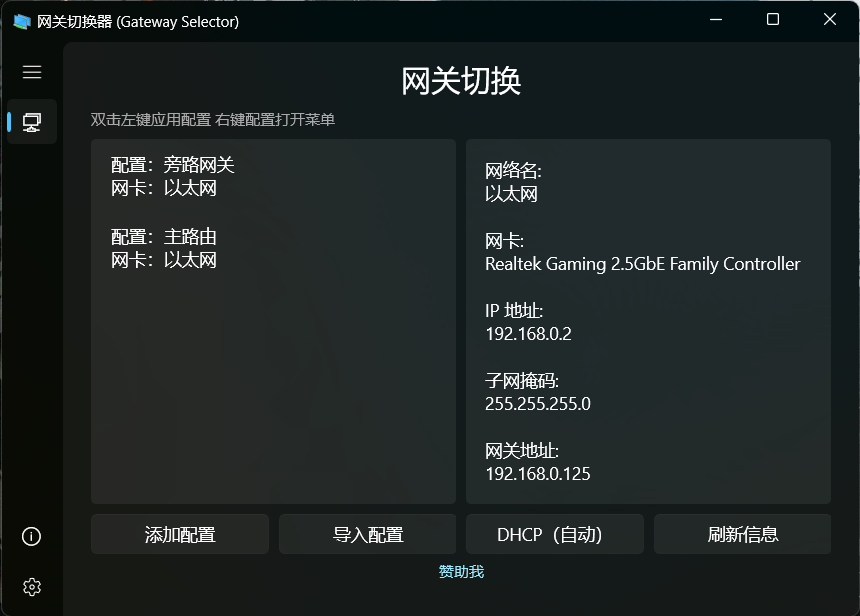 网关切换器 (Gateway Selector)
网关切换
双击左键应用配置 右键配置打开菜单
配置：旁路网关
网卡：以太网
配置：主路由
网卡：以太网
网络名:
以太网
网卡:
Realtek Gaming 2.5GbE Family Controller
IP 地址:
192.168.0.2
子网掩码:
255.255.255.0
网关地址:
192.168.0.125
添加配置
导入配置
DHCP（自动）
刷新信息
赞助我